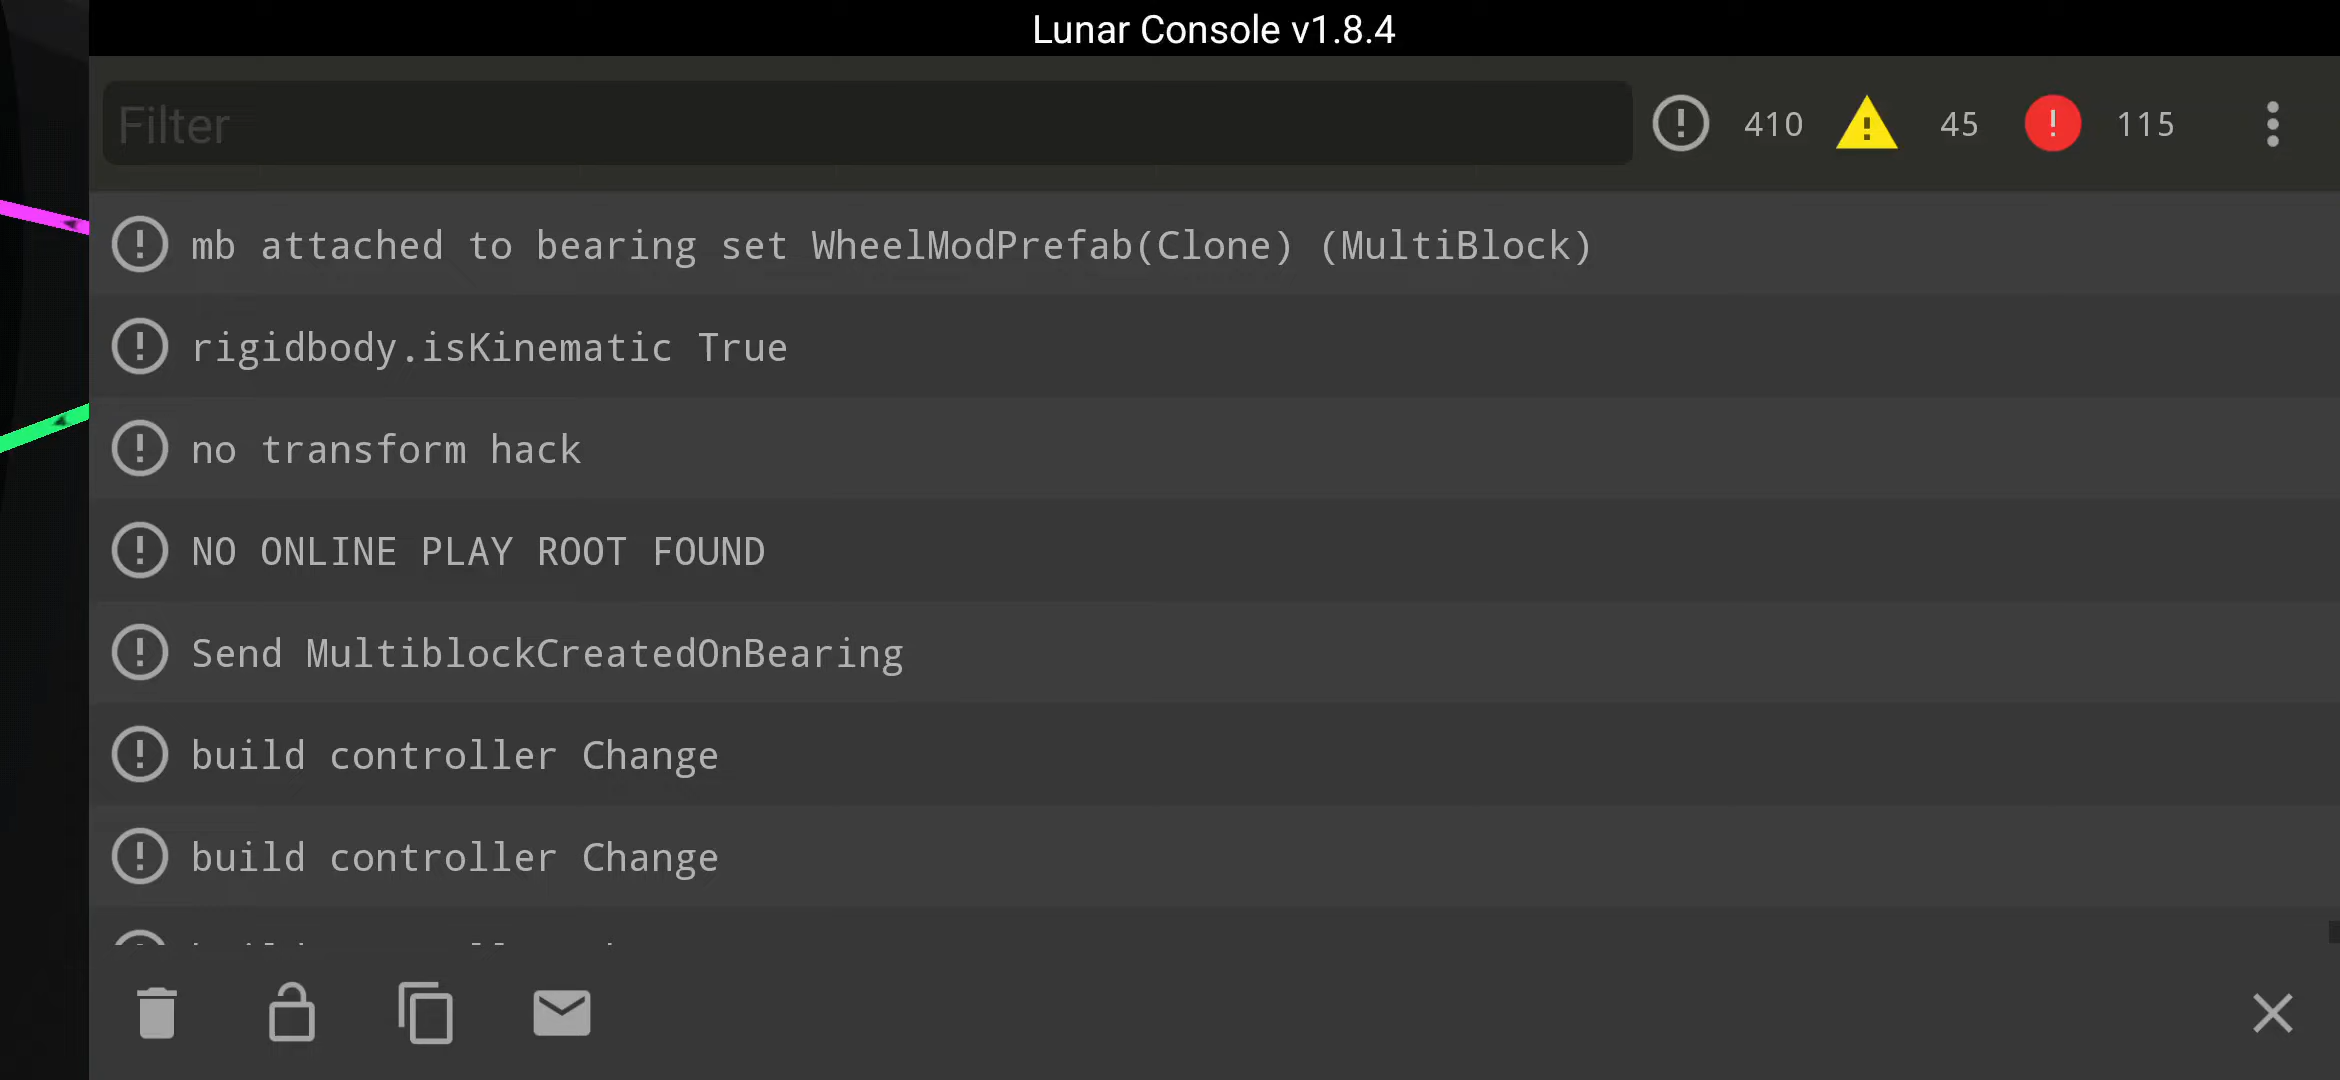 Lunar Console v1.8.4
Filter
410
45
115
mb attached to bearing set WheelModPrefab(Clone) (MultiBlock)
rigidbody.isKinematic True
no transform hack
NO ONLINE PLAY ROOT FOUND
Send MultiblockCreatedOnBearing
build controller Change
build controller Change